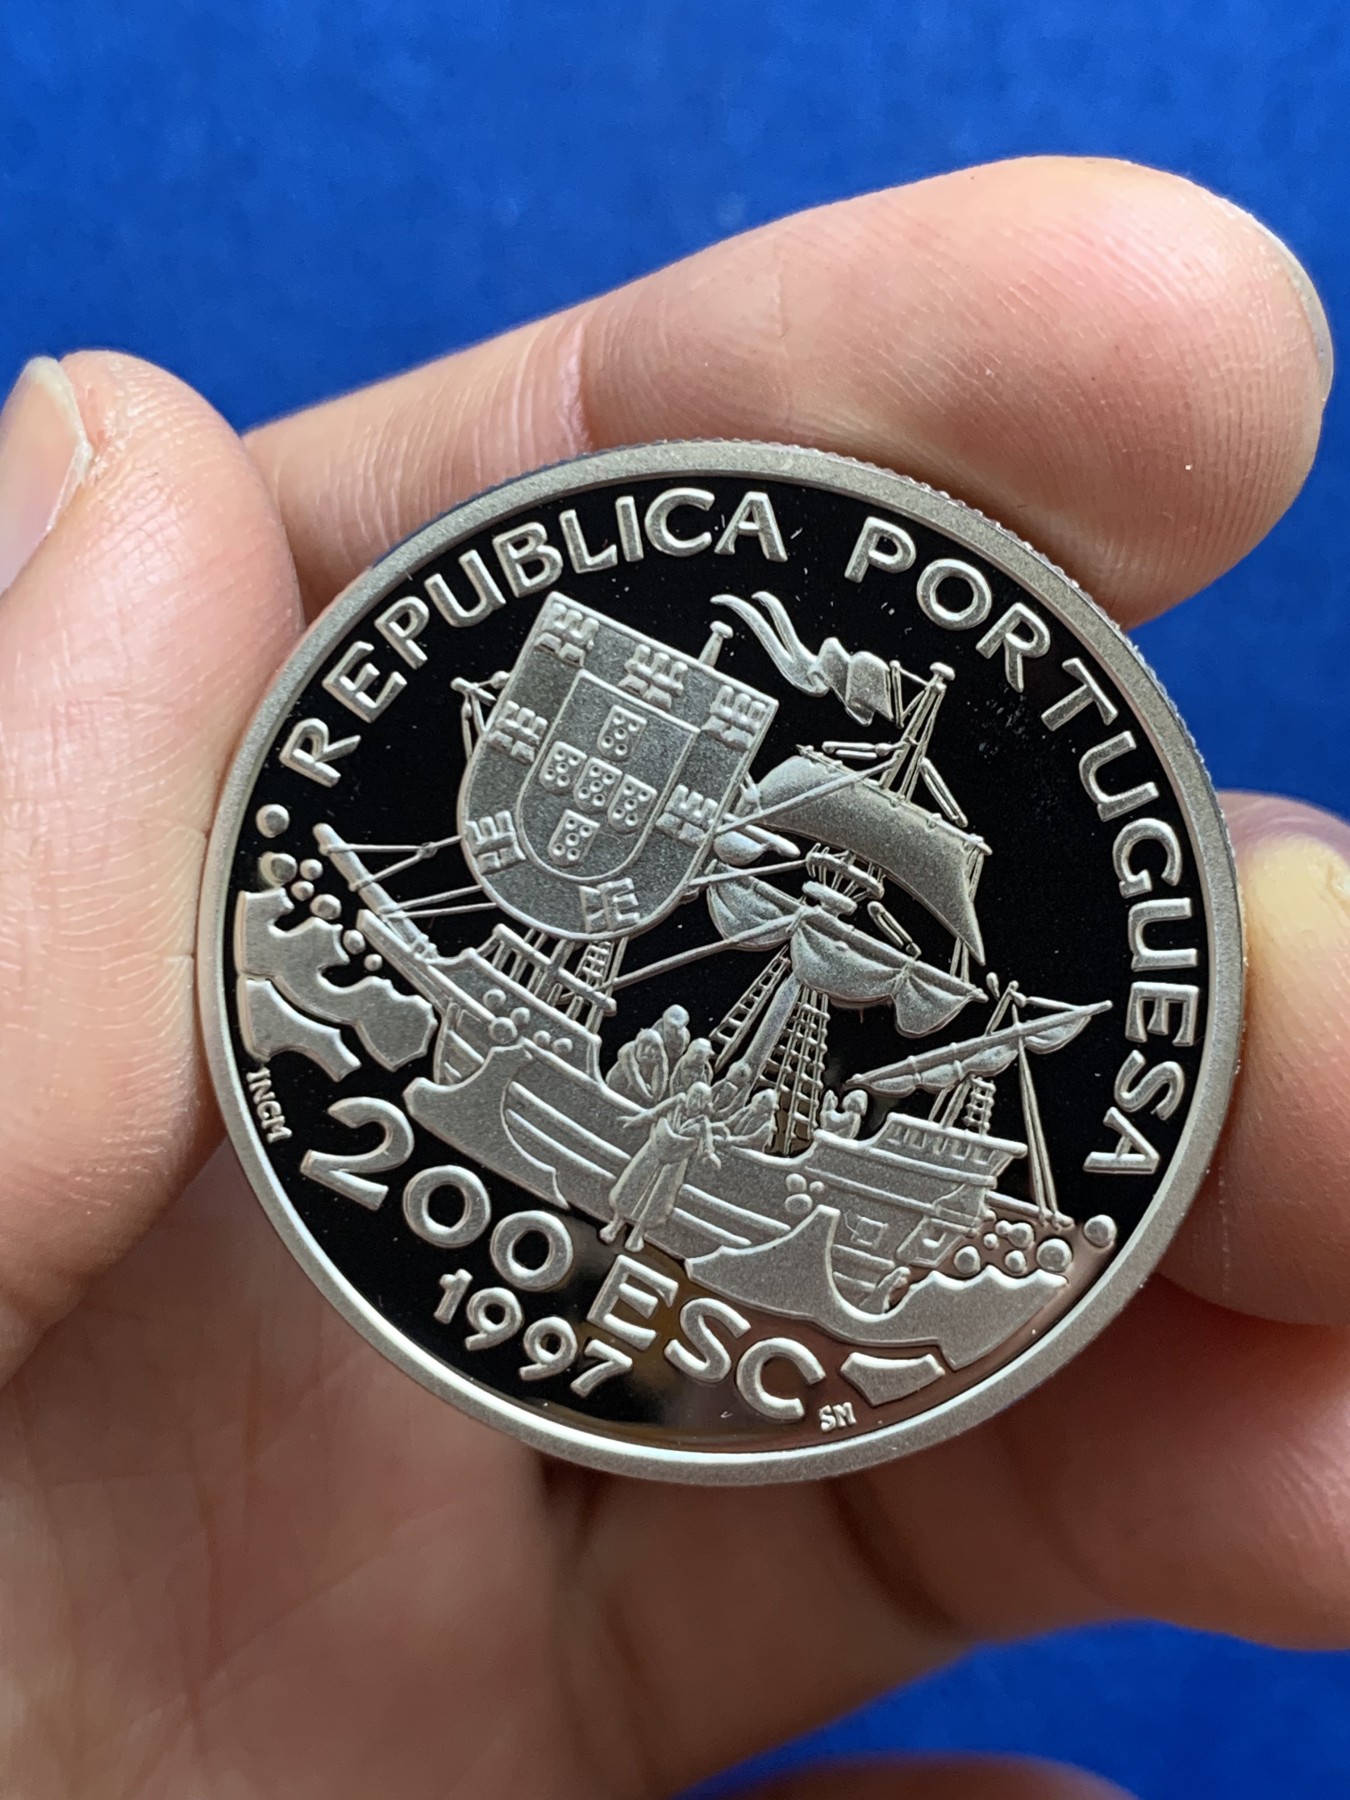 REPUBLICA PORTUGUESA
INCM
200 ESC
1997
SM